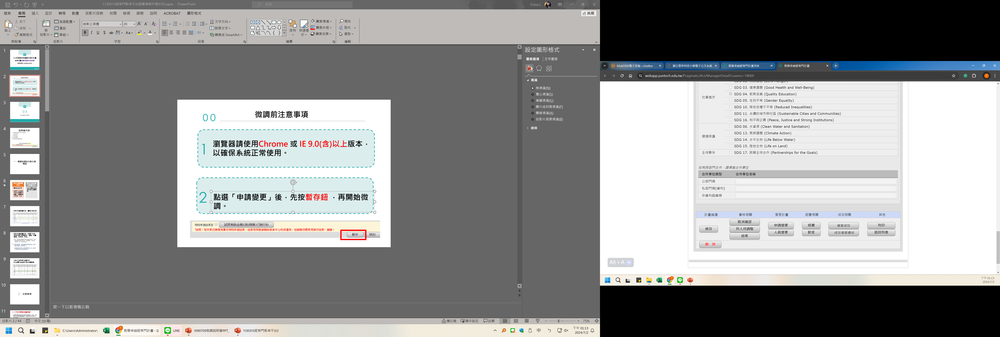 1130315經常門教卓平台經費填報作業0702.pptx - PowerPoint
搜尋
Trista L.
檔案 常用 插入 設計 轉場 動畫 投影片放映 校閱 檢視 錄製 說明 ACROBAT 圖形格式
共用
貼上
剪下
複製
複製格式
剪貼簿
新
投影片
版面配置
重設
章節
投影片
微軟正黑體
28
字型
文字方向
對齊文字
轉換成 SmartArt
段落
排列
快速樣
式
圖案填滿
圖案外框
圖案效果
繪圖
尋找
取代
選取
編輯
1
2
3
03
4
說明會內容
5
一、需要微調的行動方案
類型
6
7
8
9
10
二、注意事項
11
00
微調前注意事項
1
瀏覽器請使用Chrome 或 IE 9.0(含)以上版本，
以確保系統正常使用。
2
點選「申請變更」後，先按暫存鈕 ，再開始微
調。
同時申請結案否
試算剩餘金額((新)總額-已執行$)
*說明：若本案已辦理完畢可同時申請結案，結案表同意餘額由教卓中心收回運用，若餘額仍需使用請勿結案，謝謝。
暫存
送出
設定圖形格式
圖案選項
文字選項
填滿
無填滿(N)
實心填滿(S)
漸層填滿(G)
圖片或材質填滿(P)
圖樣填滿(A)
投影片背景填滿(B)
線條
按一下以新增備忘稿
投影片 2 / 44
中文 (台灣)
備忘稿
顯示設定
註解
75%
C:\Users\Administrator\
教學卓越經常門計畫 - G
LINE
1090709微調說明會PPT_
1130315經常門教卓平台
中
下午 01:13
2024/7/2
Mail2000電子信箱--chiailee
國立雲林科技大學電子公文系統
教學卓越經常門計畫列表
教學卓越經常門計畫
webapp.yuntech.edu.tw/Pragmatic/Act/ManagerDetail?caseno=18069
社會進步
SDG 03. 健康議題 (Good Health and Well-Being)
SDG 04. 教育品質 (Quality Education)
SDG 05. 性別平等 (Gender Equality)
SDG 10. 降低各種不平等 (Reduced Inequalities)
SDG 11. 永續的城市與社區 (Sustainable Cities and Communities)
SDG 16. 和平與正義 (Peace, Justice and Strong Institutions)
環境保護
SDG 06. 水資源 (Clean Water and Sanitation)
SDG 13. 氣候議題 (Climate Action)
SDG 14. 水中生物 (Life Below Water)
SDG 15. 陸地生物 (Life on Land)
全球夥伴
SDG 17. 跨國全球合作 (Partnerships for the Goals)
如有跨部門合作，請填寫合作單位
合作單位類型 合作單位名稱
公部門類
私部門類(營利)
非營利組織類
計畫維護 審核相關 變更計畫 經費相關 成效相關 其他
修改
取消確認
列入待調整
結案
申請變更
人員變更
經費
動支
填寫成效
成效填寫通知
列印
返回列表
刪 除
Alt + A
下午 01:13
2024/7/2